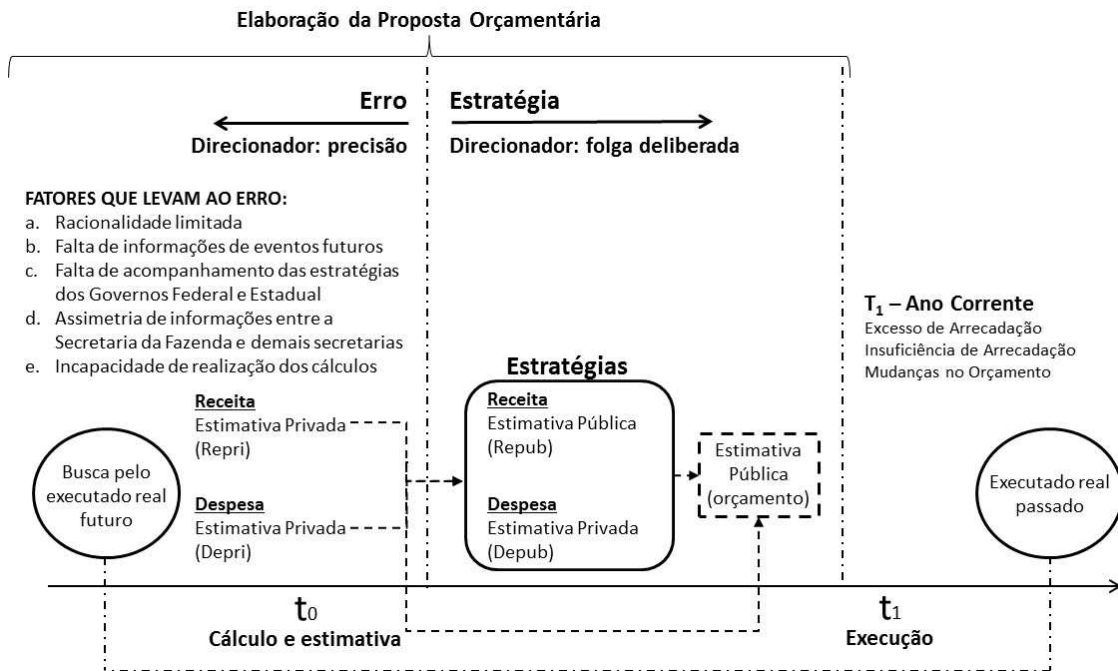 Elaboração da Proposta Orçamentária
Erro
Direcionador: precisão
Estratégia
Direcionador: folga deliberada
FATORES QUE LEVAM AO ERRO:
a. Racionalidade limitada
b. Falta de informações de eventos futuros
c. Falta de acompanhamento das estratégias
dos Governos Federal e Estadual
d. Assimetria de informações entre a
Secretaria da Fazenda e demais secretarias
e. Incapacidade de realização dos cálculos
T1 – Ano Corrente
Excesso de Arrecadação
Insuficiência de Arrecadação
Mudanças no Orçamento
Busca pelo
executado real
futuro
Receita
Estimativa Privada
(Repri)
Despesa
Estimativa Privada
(Depri)
Estratégias
Receita
Estimativa Pública
(Repub)
Despesa
Estimativa Privada
(Depub)
Estimativa
Pública
(orçamento)
Executado real
passado
t0
Cálculo e estimativa
t1
Execução